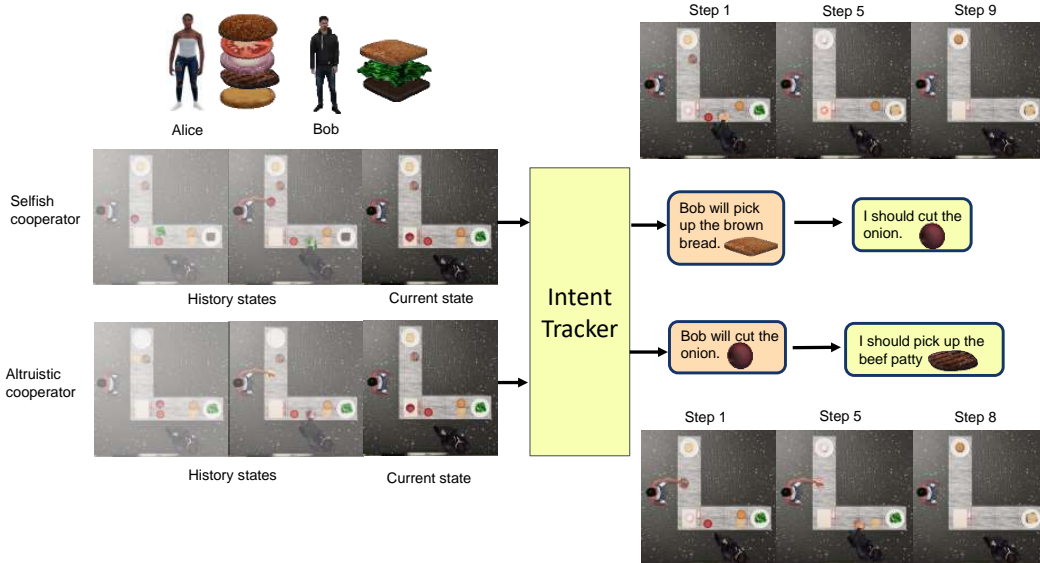 Step 1
Step 5
Step 9
Alice
Bob
Selfish
cooperator
History states
Current state
Intent
Tracker
Bob will pick
up the brown
bread.
I should cut the
onion.
Altruistic
cooperator
History states
Current state
Bob will cut the
onion.
I should pick up the
beef patty
Step 1
Step 5
Step 8